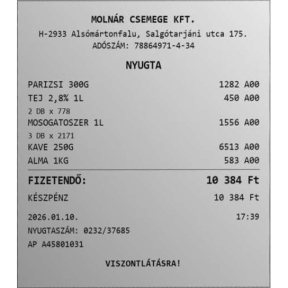 MOLNÁR CSEMEGE KFT.
H-2933 Alsómártonfalu, Salgótarjáni utca 175.
ADÓSZÁM: 78864971-4-34
NYUGTA
PARIZSI 300G 1282 A00
TEJ 2,8% 1L 450 A00
2 DB x 778
MOSOGATOSZER 1L 1556 A00
3 DB x 2171
KAVE 250G 6513 A00
ALMA 1KG 583 A00
FIZETENDŐ: 10 384 Ft
KÉSZPÉNZ 10 384 Ft
2026.01.10. 17:39
NYUGTASZÁM: 0232/37685
AP A45801031
VISZONTLÁTÁSRA!